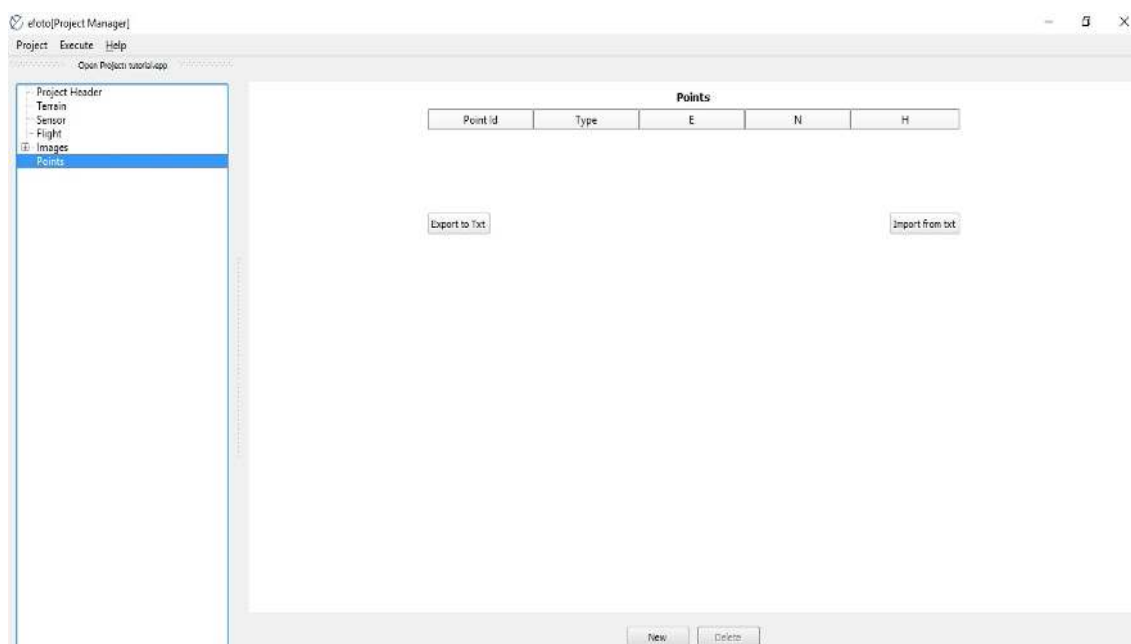 efoto[Project Manager]
Project Execute Help
Open Project: tutorial.epp
Project Header
Terrain
Sensor
Flight
Images
Points
Points
Point Id Type E N H
Export to Txt Import from txt
New Delete